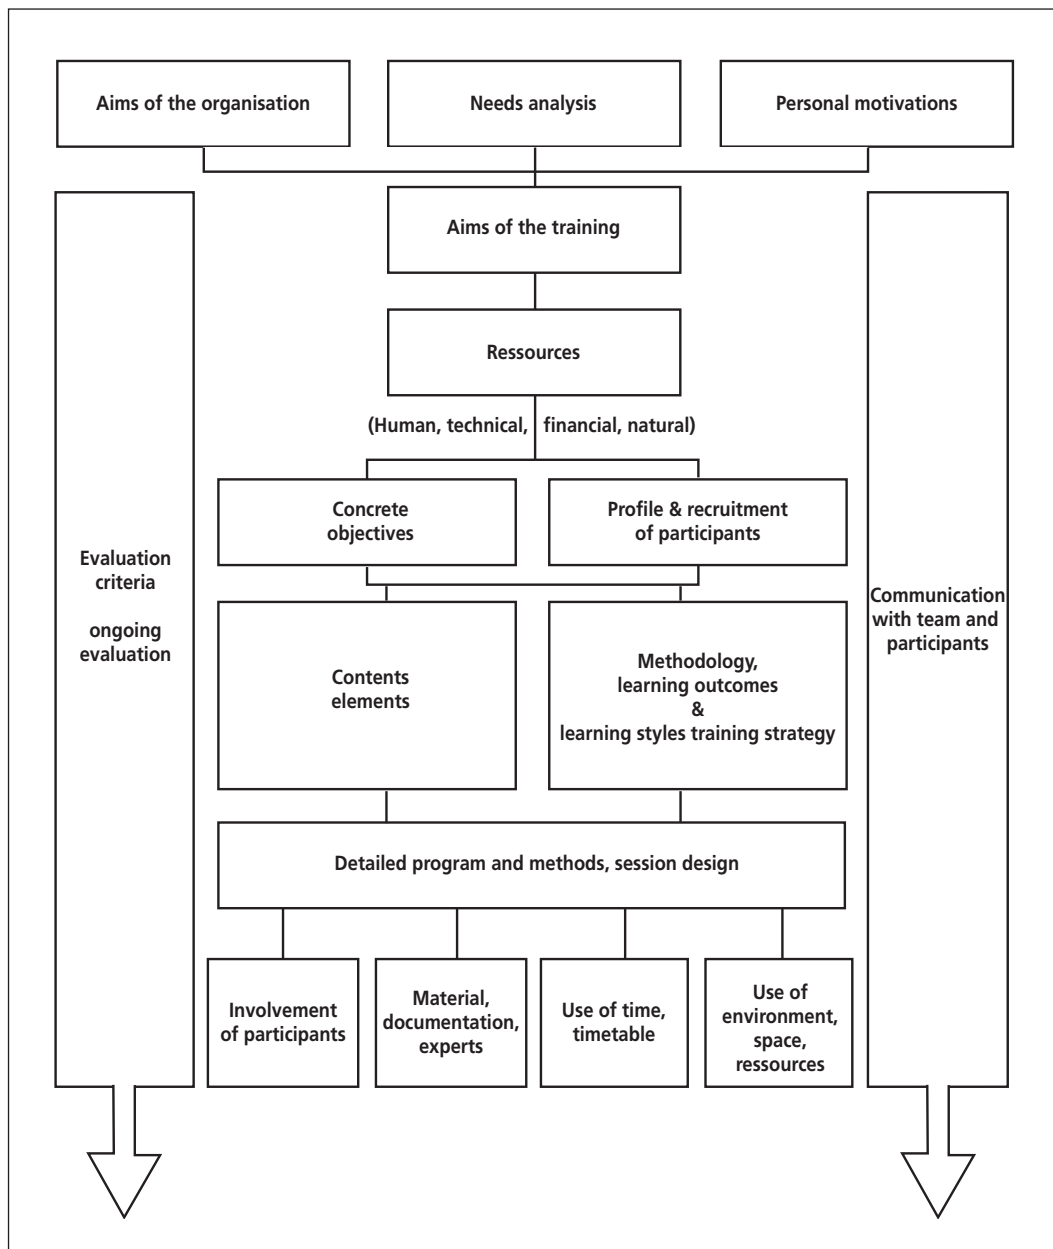 Aims of the organisation
Needs analysis
Personal motivations
Aims of the training
Ressources
(Human, technical, financial, natural)
Concrete
objectives
Profile & recruitment
of participants
Evaluation
criteria
ongoing
evaluation
Communication
with team and
participants
Contents
elements
Methodology,
learning outcomes
&
learning styles training strategy
Detailed program and methods, session design
Involvement
of participants
Material,
documentation,
experts
Use of time,
timetable
Use of
environment,
space,
ressources